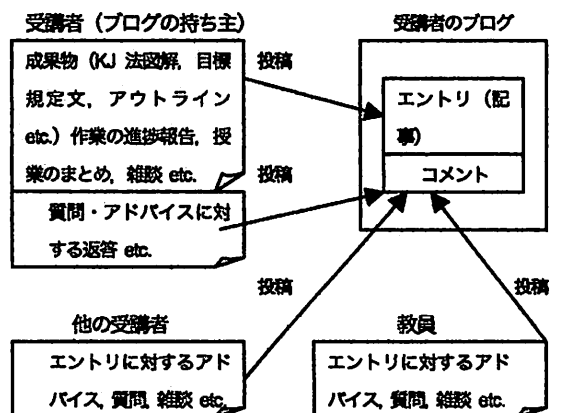 受講者（ブログの持ち主）
成果物（KJ 法図解，目標
規定文，アウトライン
etc.）作業の進捗報告，授
業のまとめ，雑談 etc.
質問・アドバイスに対
する返答 etc.
投稿
投稿
受講者のブログ
エントリ（記
事）
コメント
投稿
投稿
他の受講者
エントリに対するアド
バイス，質問，雑談 etc.
教員
エントリに対するアド
バイス，質問，雑談 etc.